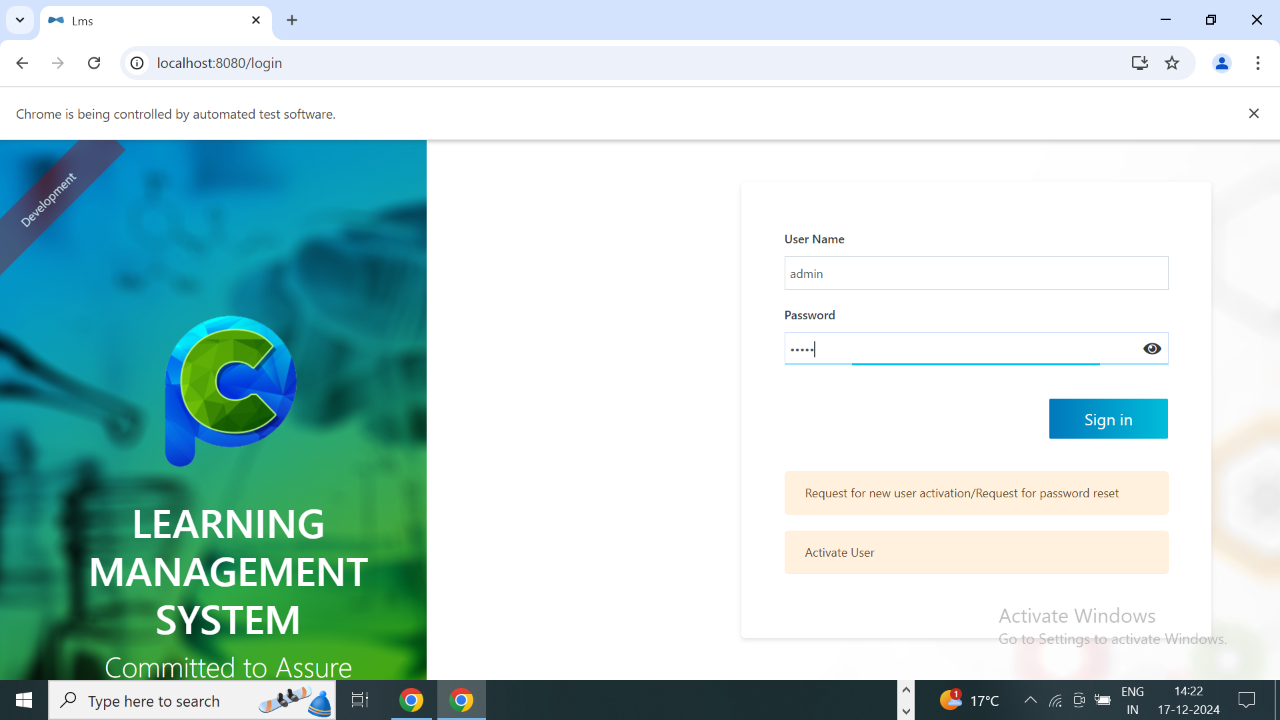 Lms
localhost:8080/login
Chrome is being controlled by automated test software.
Development
LEARNING
MANAGEMENT
SYSTEM
Committed to Assure
User Name
admin
Password
•••••
Sign in
Request for new user activation/Request for password reset
Activate User
Activate Windows
Go to Settings to activate Windows.
Type here to search
1
17°C
ENG
IN
14:22
17-12-2024